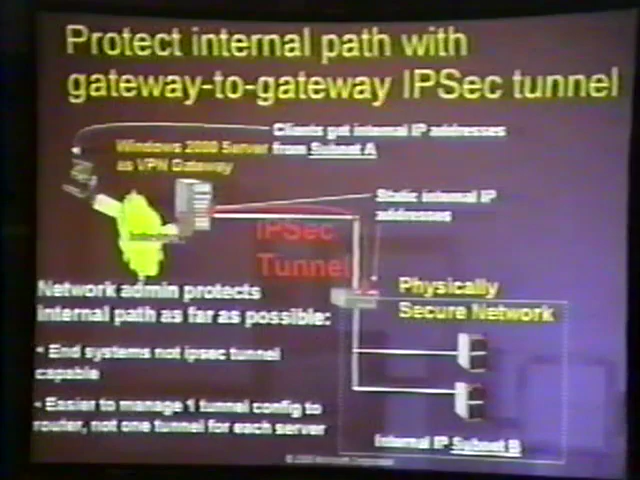 Protect internal path with
gateway-to-gateway IPSec tunnel
Clients get internal IP addresses
from Subnet A
Windows 2000 Server
as VPN Gateway
Static internal IP
addresses
IPSec
Tunnel
Network admin protects
internal path as far as possible:
Physically
Secure Network
- End systems not ipsec tunnel
capable
- Easier to manage 1 tunnel config to
router, not one tunnel for each server
Internal IP Subnet B